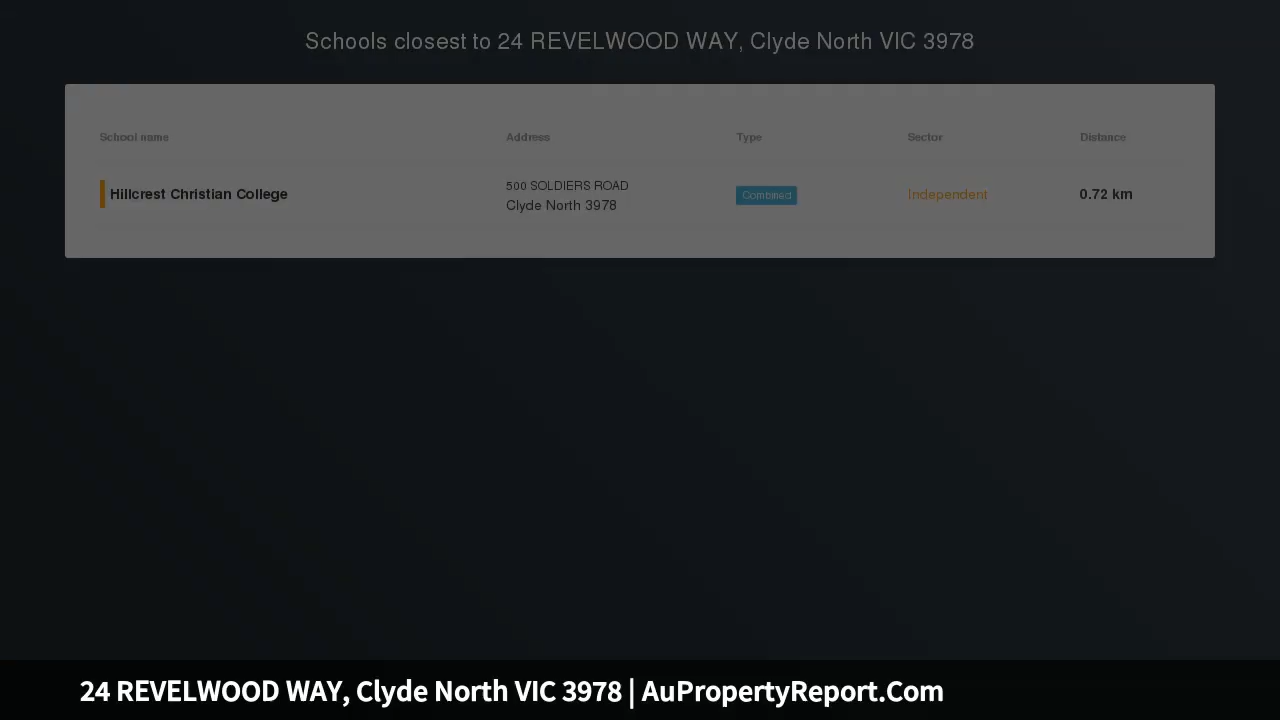 Schools closest to 24 REVELWOOD WAY, Clyde North VIC 3978
School name Address Type Sector Distance
Hillcrest Christian College 500 SOLDIERS ROAD Combined Independent 0.72 km
Clyde North 3978
24 REVELWOOD WAY, Clyde North VIC 3978 | AuPropertyReport.Com